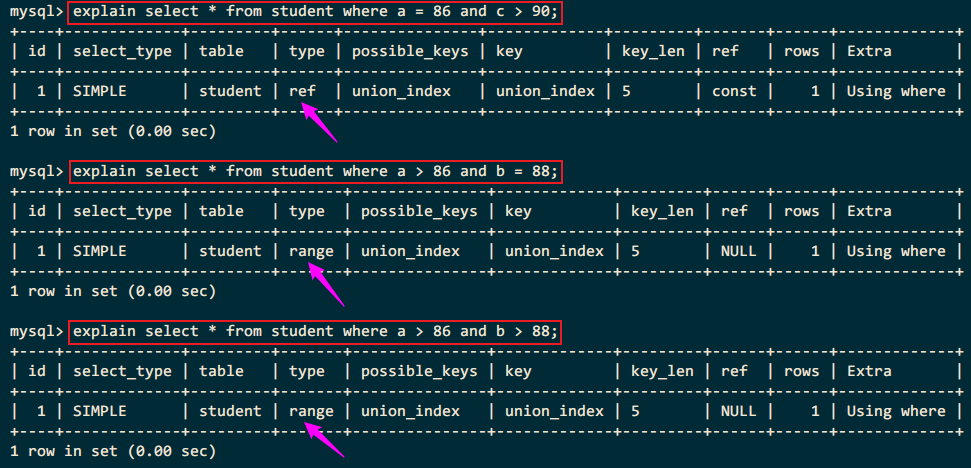 mysql> explain select * from student where a = 86 and c > 90;
+----+-------------+---------+------+---------------+-------------+---------+-------+------+-------------+
| id | select_type | table | type | possible_keys | key | key_len | ref | rows | Extra |
+----+-------------+---------+------+---------------+-------------+---------+-------+------+-------------+
| 1 | SIMPLE | student | ref | union_index | union_index | 5 | const | 1 | Using where |
+----+-------------+---------+------+---------------+-------------+---------+-------+------+-------------+
1 row in set (0.00 sec)
mysql> explain select * from student where a > 86 and b = 88;
+----+-------------+---------+-------+---------------+-------------+---------+------+------+-------------+
| id | select_type | table | type | possible_keys | key | key_len | ref | rows | Extra |
+----+-------------+---------+-------+---------------+-------------+---------+------+------+-------------+
| 1 | SIMPLE | student | range | union_index | union_index | 5 | NULL | 1 | Using where |
+----+-------------+---------+-------+---------------+-------------+---------+------+------+-------------+
1 row in set (0.00 sec)
mysql> explain select * from student where a > 86 and b > 88;
+----+-------------+---------+-------+---------------+-------------+---------+------+------+-------------+
| id | select_type | table | type | possible_keys | key | key_len | ref | rows | Extra |
+----+-------------+---------+-------+---------------+-------------+---------+------+------+-------------+
| 1 | SIMPLE | student | range | union_index | union_index | 5 | NULL | 1 | Using where |
+----+-------------+---------+-------+---------------+-------------+---------+------+------+-------------+
1 row in set (0.00 sec)